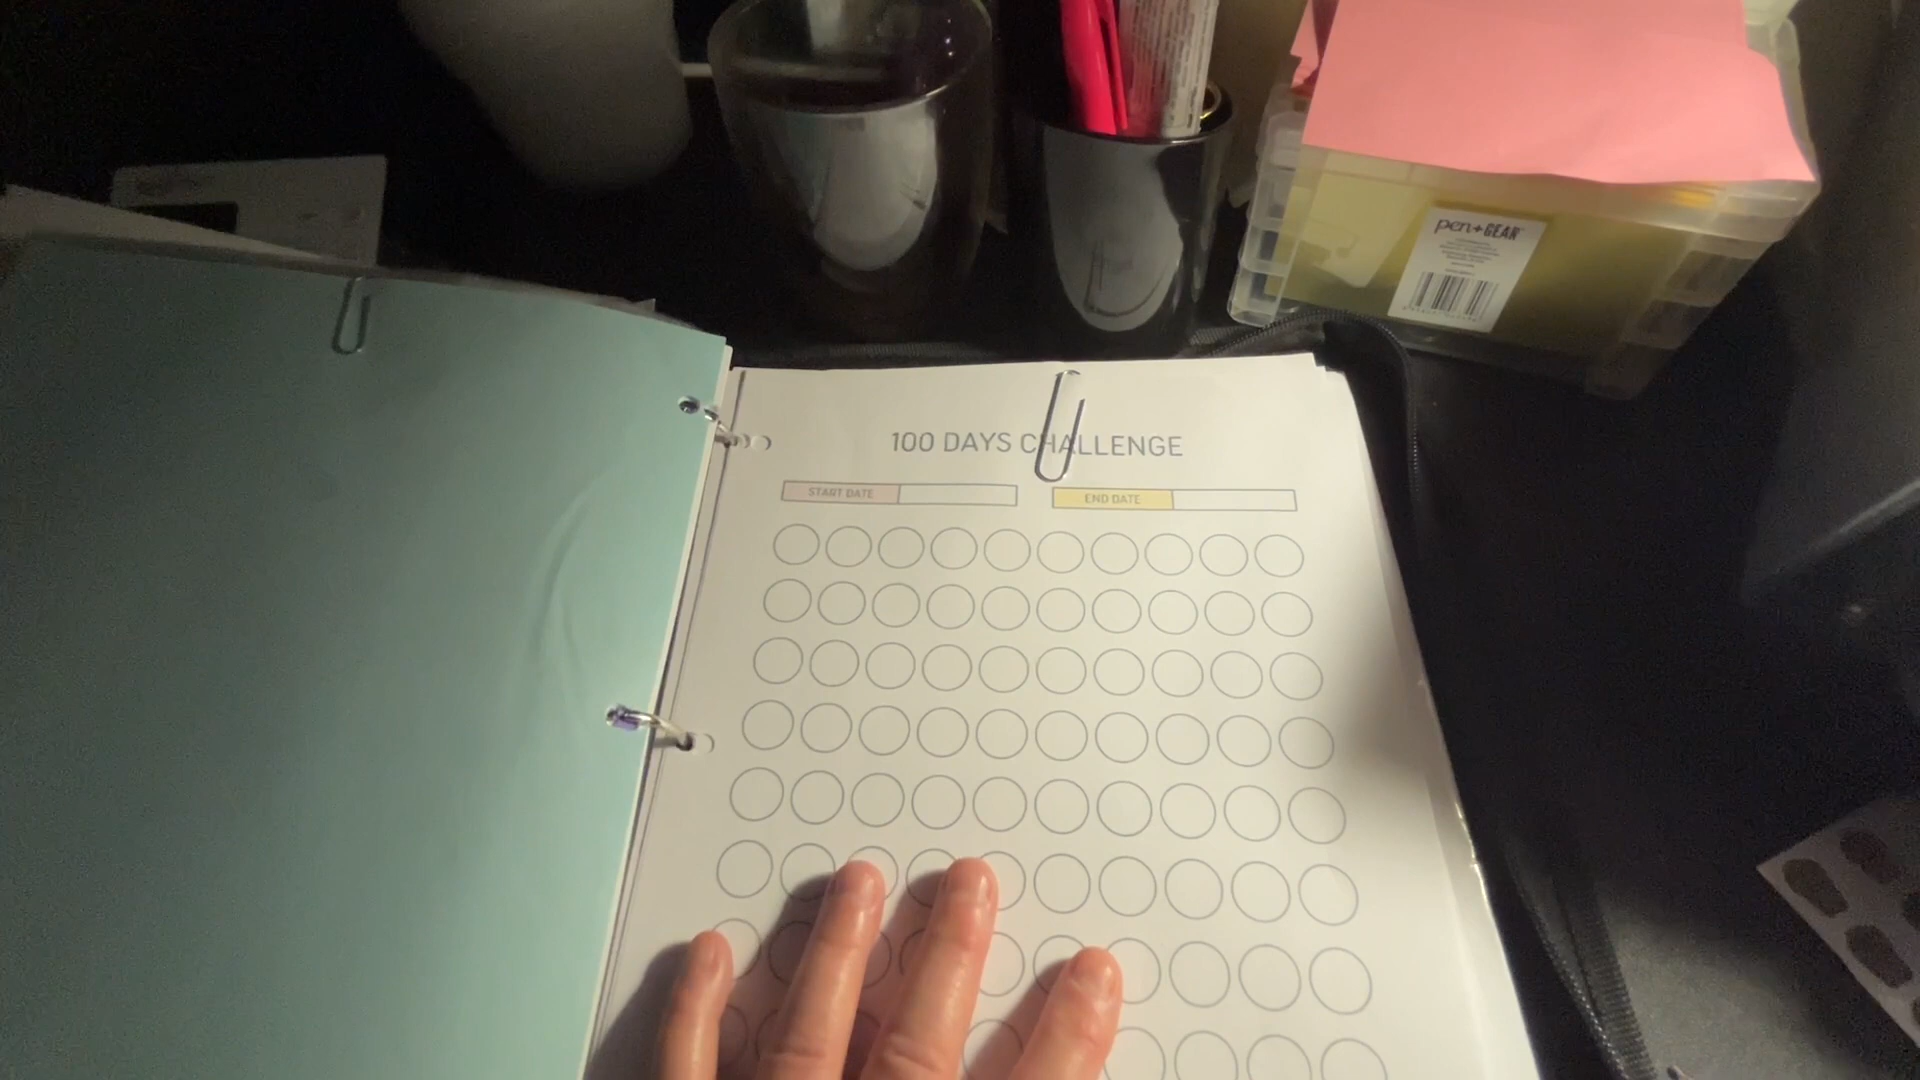 pen+GEAR
100 DAYS CHALLENGE
START DATE
END DATE